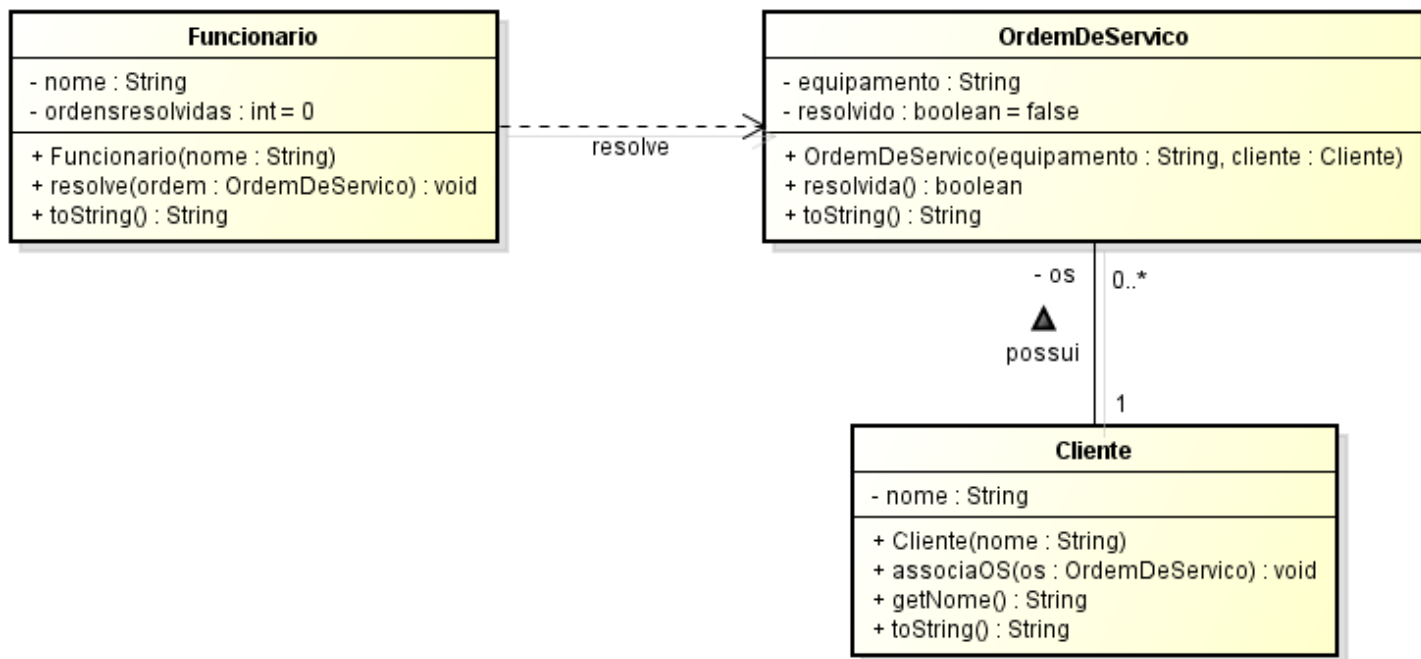 Funcionario
- nome : String
- ordensresolvidas : int = 0
+ Funcionario(nome : String)
+ resolve(ordem : OrdemDeServico) : void
+ toString() : String
resolve
OrdemDeServico
- equipamento : String
- resolvido : boolean = false
+ OrdemDeServico(equipamento : String, cliente : Cliente)
+ resolvida() : boolean
+ toString() : String
- os
0..*
possui
1
Cliente
- nome : String
+ Cliente(nome : String)
+ associaOS(os : OrdemDeServico) : void
+ getNome() : String
+ toString() : String